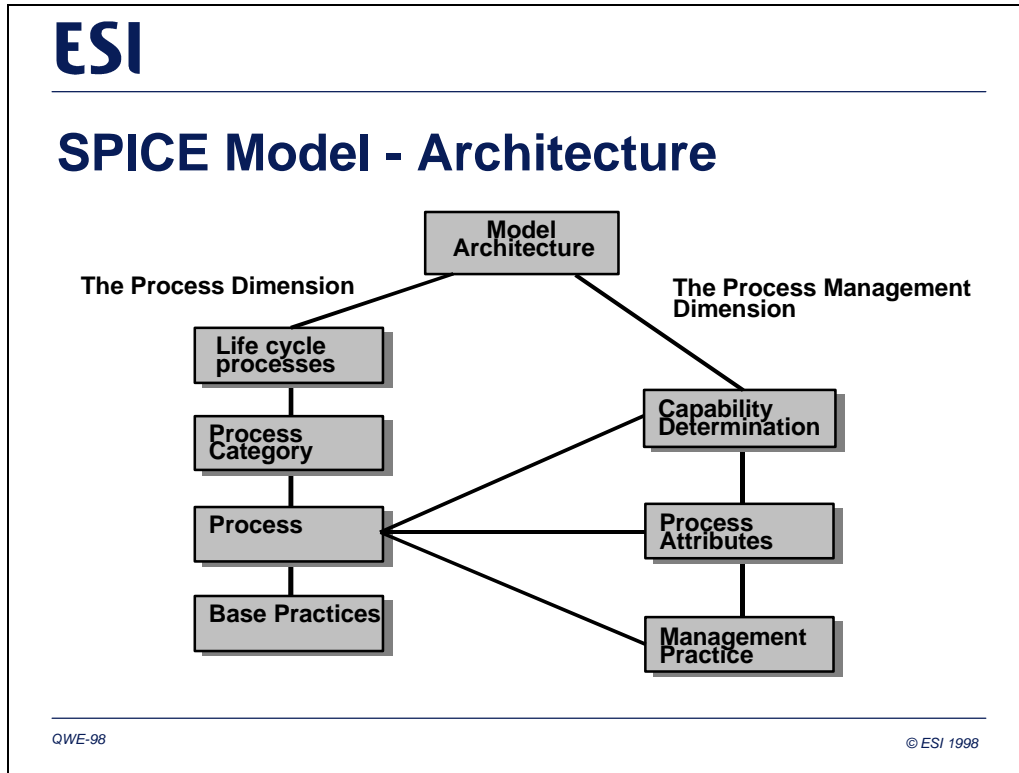 ESI
SPICE Model - Architecture
Model
Architecture
The Process Dimension
The Process Management
Dimension
Life cycle
processes
Process
Category
Process
Base Practices
Capability
Determination
Process
Attributes
Management
Practice
QWE-98
© ESI 1998